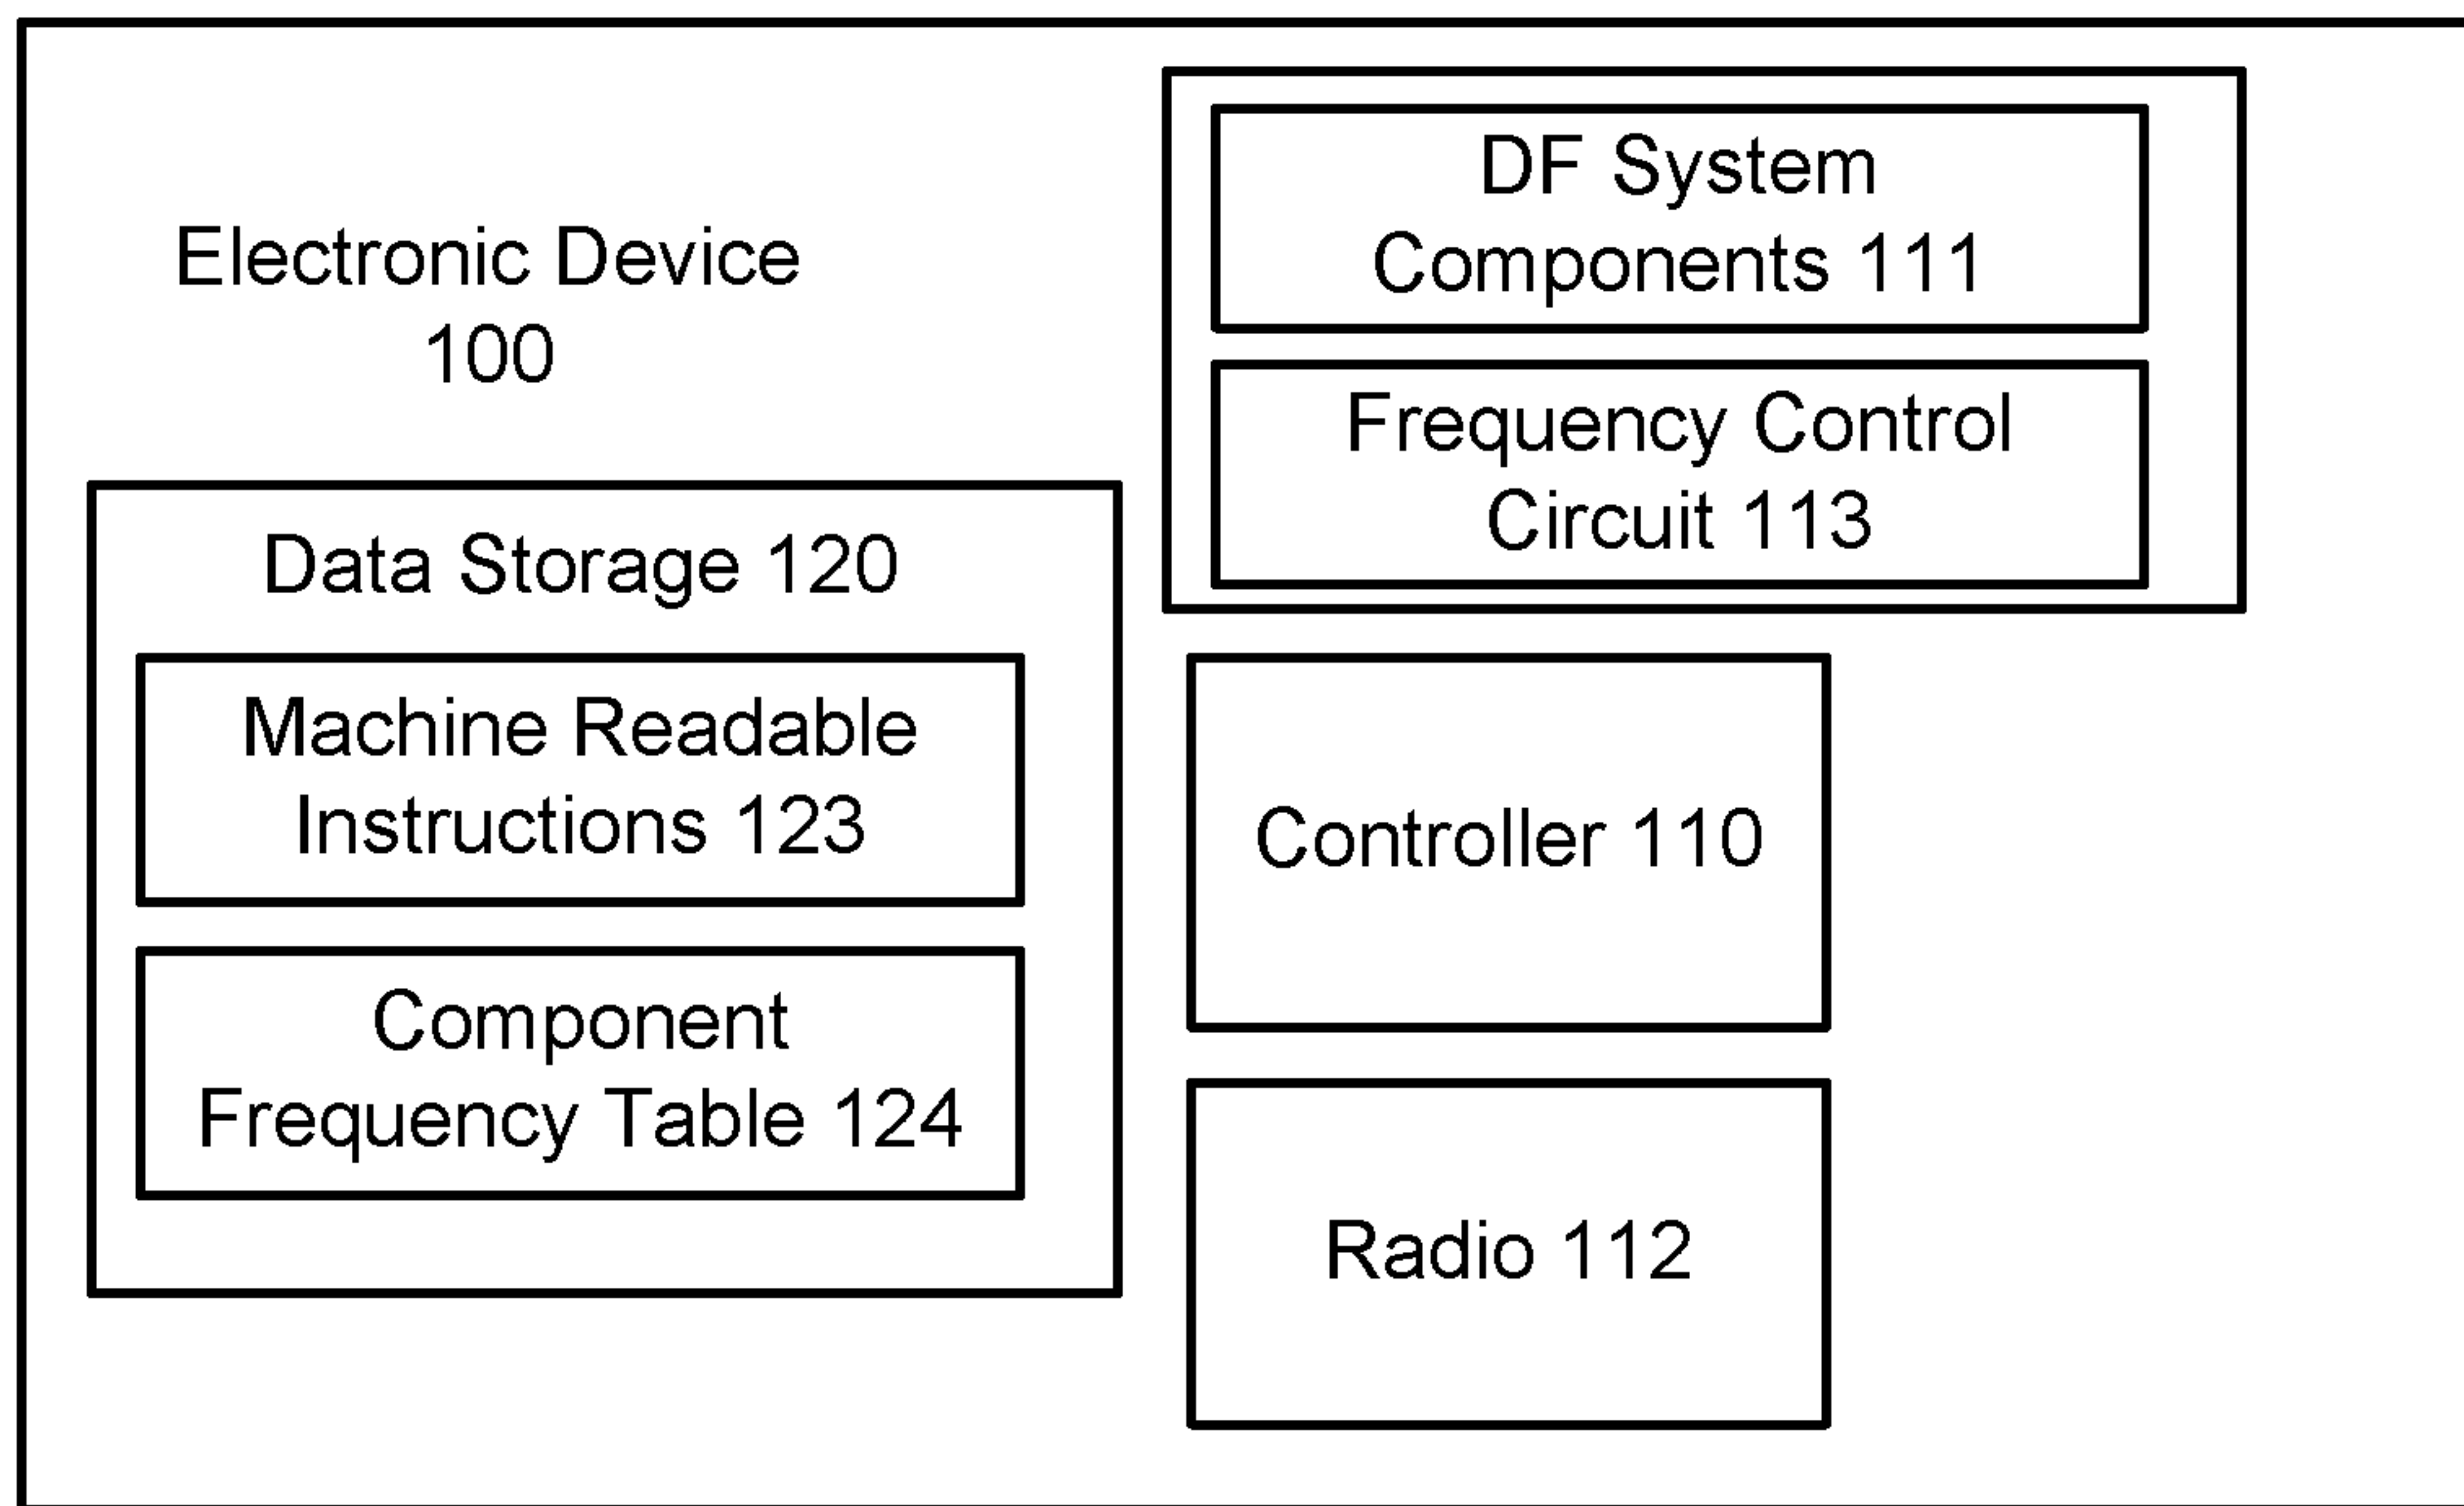 Electronic Device
100
DF System
Components 111
Frequency Control
Circuit 113
Data Storage 120
Machine Readable
Instructions 123
Component
Frequency Table 124
Controller 110
Radio 112